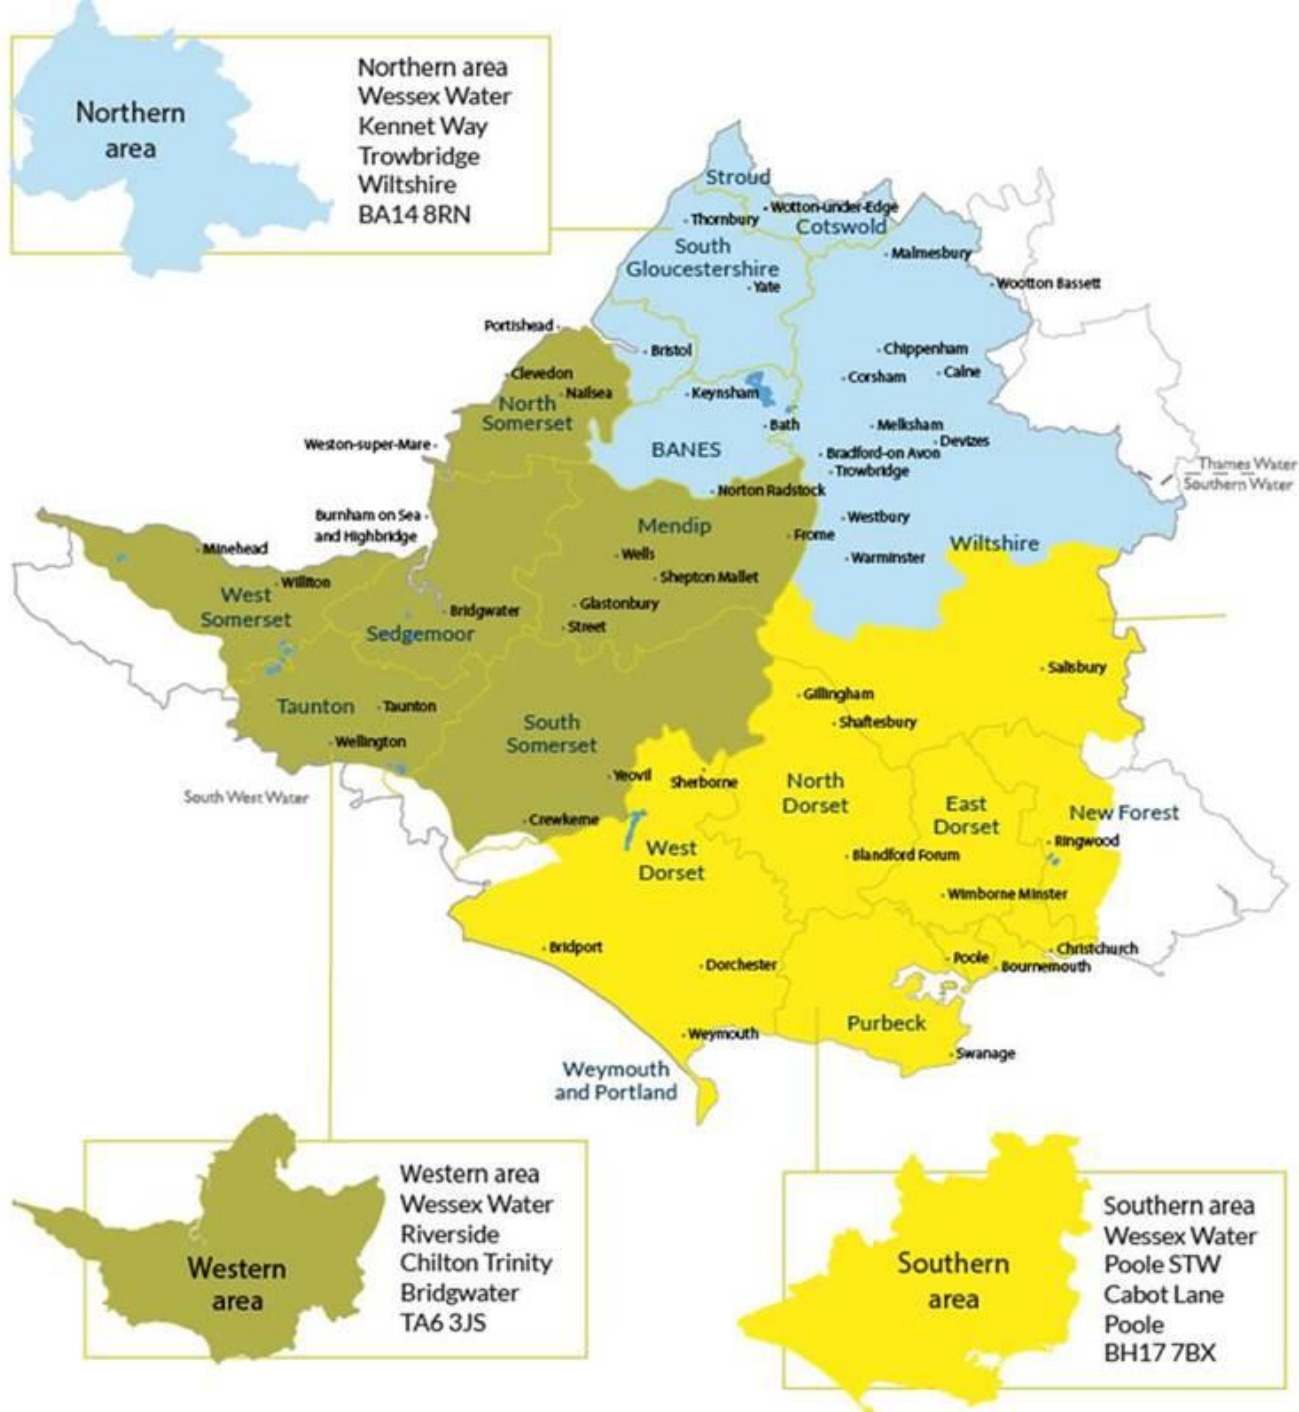 Northern
area
Northern area
Wessex Water
Kennet Way
Trowbridge
Wiltshire
BA14 8RN
Stroud
Wotton-under-Edge
Thornbury
Cotswold
South
Gloucestershire
Malmesbury
Yate
Wootton Bassett
Portishead
Bristol
Chippenham
Clevedon
Corsham
Calne
Nailsea
Keynsham
North
Somerset
Bath
Melksham
Weston-super-Mare
BANES
Devizes
Bradford-on Avon
Trowbridge
Thames Water
Southern Water
Norton Radstock
Burnham on Sea
and Highbridge
Mendip
Westbury
Frome
Wiltshire
Minehead
Wells
Warminster
Williton
Shepton Mallet
West
Somerset
Glastonbury
Bridgwater
Street
Sedgemoor
Salisbury
Gillingham
Taunton
Taunton
Shaftesbury
South
Somerset
Wellington
Yeovil
Sherborne
North
Dorset
South West Water
East
Dorset
New Forest
Crewkerne
Ringwood
West
Dorset
Blandford Forum
Wimborne Minster
Bridport
Christchurch
Poole
Dorchester
Bournemouth
Purbeck
Weymouth
Swanage
Weymouth
and Portland
Western
area
Western area
Wessex Water
Riverside
Chilton Trinity
Bridgwater
TA6 3JS
Southern
area
Southern area
Wessex Water
Poole STW
Cabot Lane
Poole
BH17 7BX